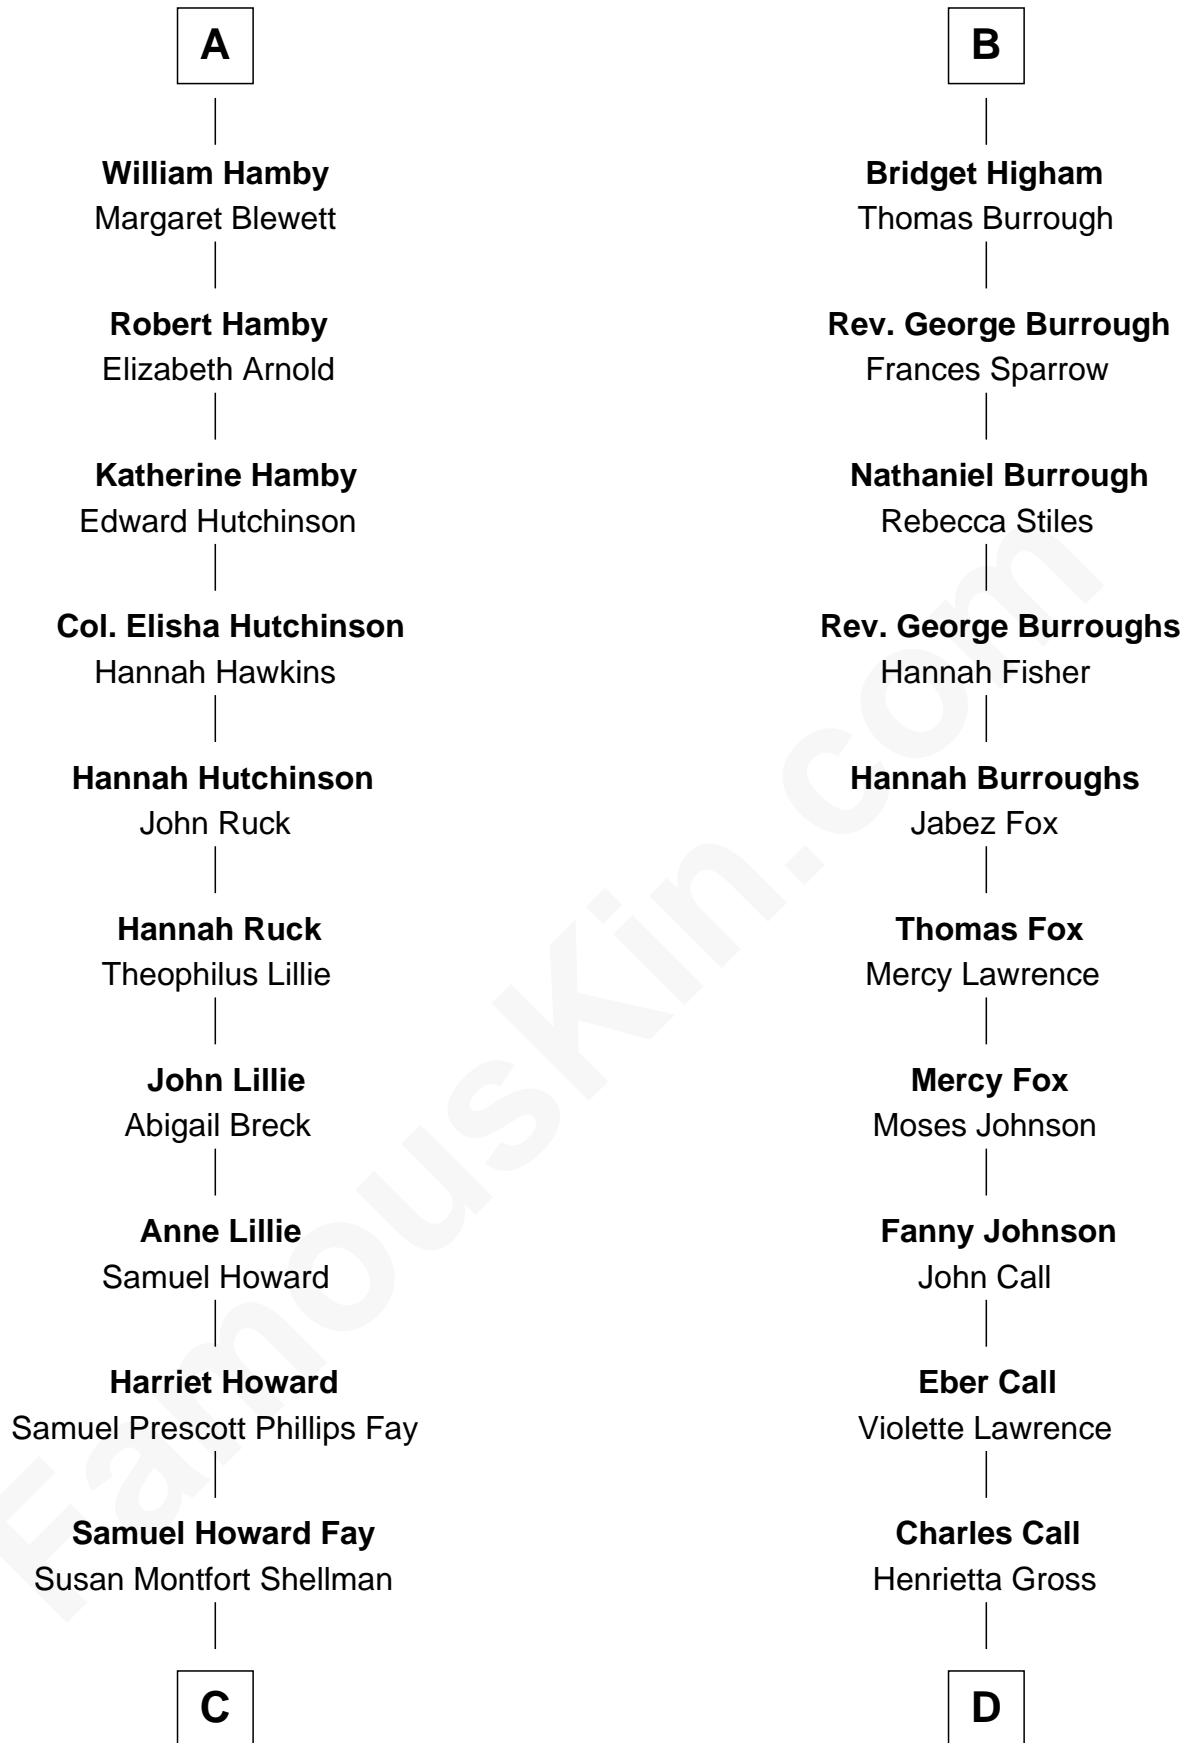 A
William Hamby
Margaret Blewett
Robert Hamby
Elizabeth Arnold
Katherine Hamby
Edward Hutchinson
Col. Elisha Hutchinson
Hannah Hawkins
Hannah Hutchinson
John Ruck
Hannah Ruck
Theophilus Lillie
John Lillie
Abigail Breck
Anne Lillie
Samuel Howard
Harriet Howard
Samuel Prescott Phillips Fay
Samuel Howard Fay
Susan Montfort Shellman
C
B
Bridget Higham
Thomas Burrough
Rev. George Burrough
Frances Sparrow
Nathaniel Burrough
Rebecca Stiles
Rev. George Burroughs
Hannah Fisher
Hannah Burroughs
Jabez Fox
Thomas Fox
Mercy Lawrence
Mercy Fox
Moses Johnson
Fanny Johnson
John Call
Eber Call
Violette Lawrence
Charles Call
Henrietta Gross
D
FamousKin.com